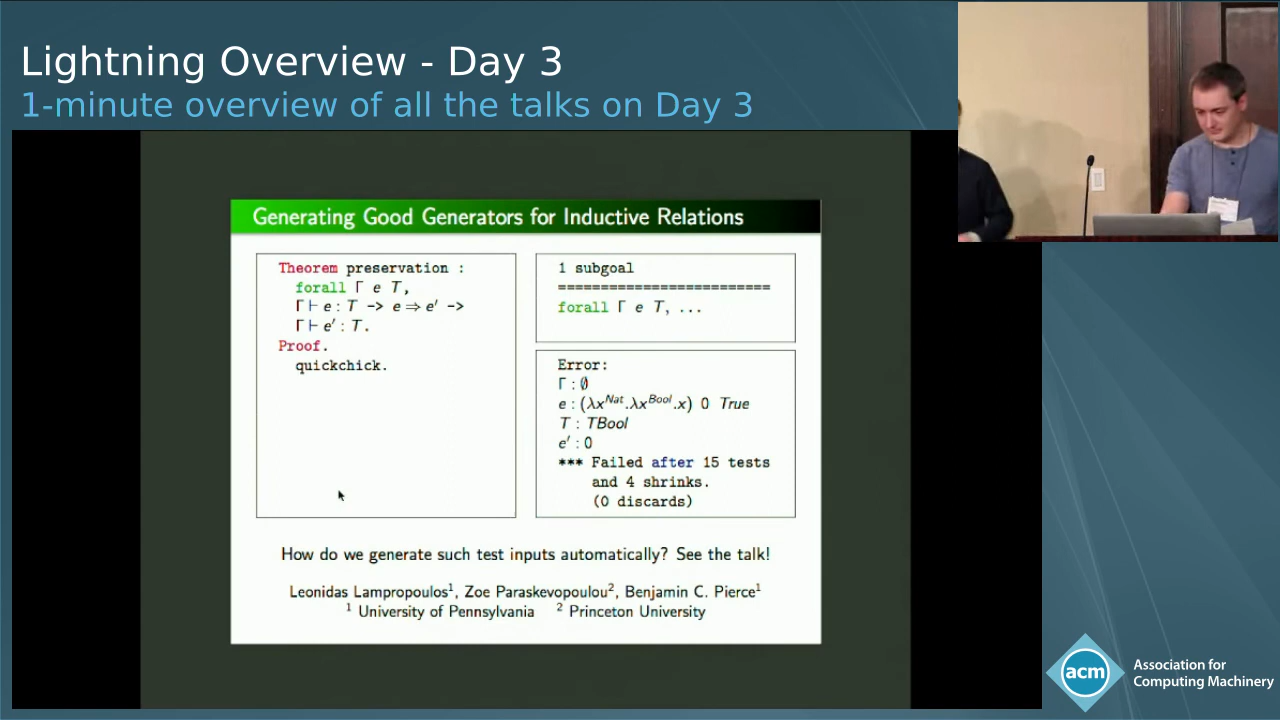 Lightning Overview - Day 3
1-minute overview of all the talks on Day 3
Generating Good Generators for Inductive Relations
Theorem preservation :
forall Γ e T,
Γ ⊢ e : T -> e ⇒ e′ ->
Γ ⊢ e′ : T.
Proof.
quickchick.
1 subgoal
=========================
forall Γ e T, ...
Error:
Γ : ∅
e : (λx^Nat.λx^Bool.x) 0 True
T : TBool
e′ : 0
*** Failed after 15 tests
and 4 shrinks.
(0 discards)
How do we generate such test inputs automatically? See the talk!
Leonidas Lampropoulos¹, Zoe Paraskevopoulou², Benjamin C. Pierce¹
¹ University of Pennsylvania ² Princeton University
acm
Association for
Computing Machinery